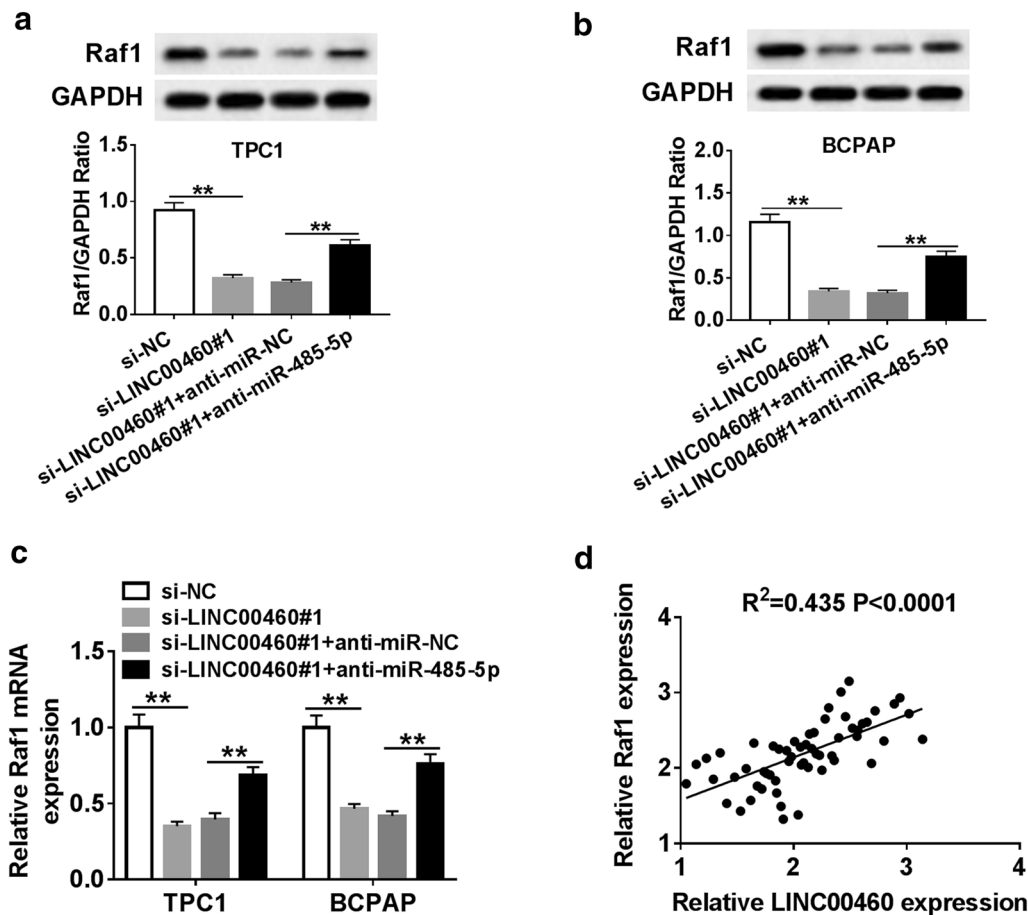 a
Raf1
GAPDH
TPC1
Raf1/GAPDH Ratio
1.5
1.0
0.5
0.0
**
**
si-NC
si-LINC00460#1
si-LINC00460#1+anti-miR-NC
si-LINC00460#1+anti-miR-485-5p
b
Raf1
GAPDH
BCPAP
Raf1/GAPDH Ratio
2.0
1.5
1.0
0.5
0.0
**
**
si-NC
si-LINC00460#1
si-LINC00460#1+anti-miR-NC
si-LINC00460#1+anti-miR-485-5p
c
si-NC
si-LINC00460#1
si-LINC00460#1+anti-miR-NC
si-LINC00460#1+anti-miR-485-5p
Relative Raf1 mRNA
expression
1.5
1.0
0.5
0.0
**
**
**
**
TPC1
BCPAP
d
R²=0.435 P<0.0001
Relative Raf1 expression
4
3
2
1
1
2
3
4
Relative LINC00460 expression